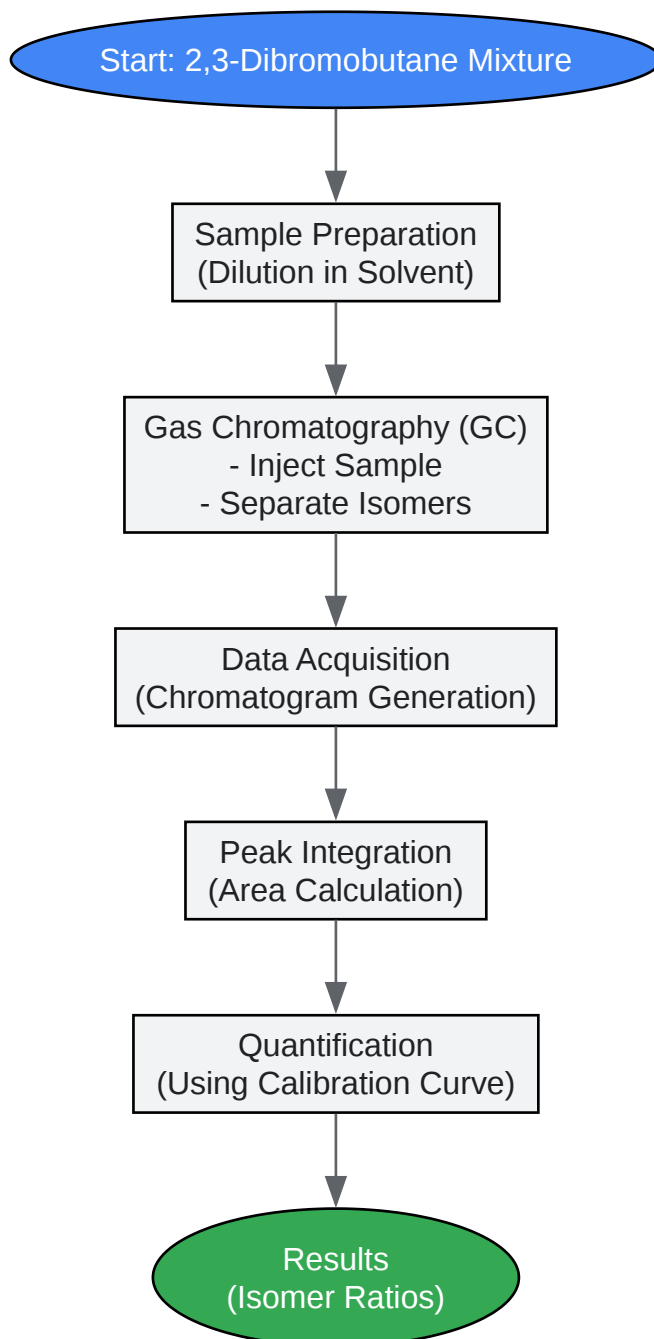 Start: 2,3-Dibromobutane Mixture
Sample Preparation
(Dilution in Solvent)
Gas Chromatography (GC)
- Inject Sample
- Separate Isomers
Data Acquisition
(Chromatogram Generation)
Peak Integration
(Area Calculation)
Quantification
(Using Calibration Curve)
Results
(Isomer Ratios)